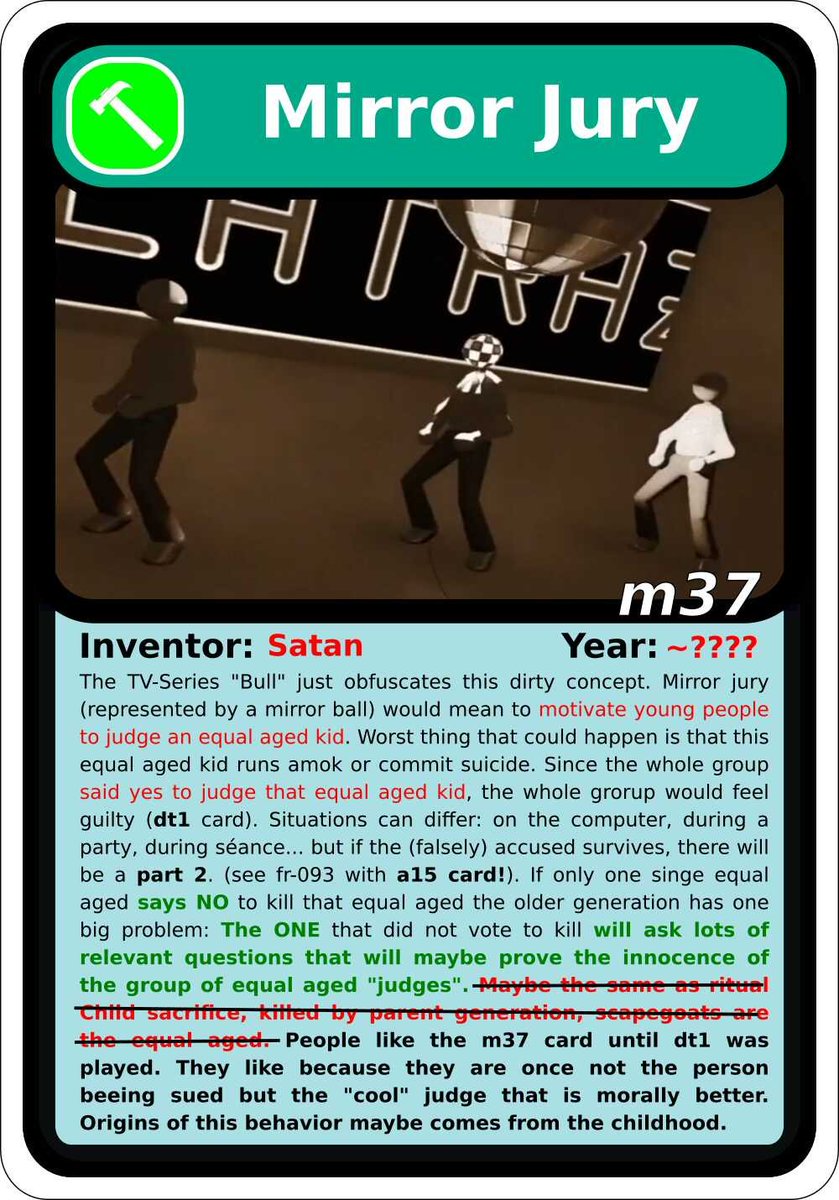 Mirror Jury
CHTRAZ
m37
Inventor: Satan Year: ~????
The TV-Series "Bull" just obfuscates this dirty concept. Mirror jury
(represented by a mirror ball) would mean to motivate young people
to judge an equal aged kid. Worst thing that could happen is that this
equal aged kid runs amok or commit suicide. Since the whole group
said yes to judge that equal aged kid, the whole grorup would feel
guilty (dt1 card). Situations can differ: on the computer, during a
party, during séance... but if the (falsely) accused survives, there will
be a part 2. (see fr-093 with a15 card!). If only one singe equal
aged says NO to kill that equal aged the older generation has one
big problem: The ONE that did not vote to kill will ask lots of
relevant questions that will maybe prove the innocence of
the group of equal aged "judges". Maybe the same as ritual
Child sacrifice, killed by parent generation, scapegoats are
the equal aged. People like the m37 card until dt1 was
played. They like because they are once not the person
beeing sued but the "cool" judge that is morally better.
Origins of this behavior maybe comes from the childhood.